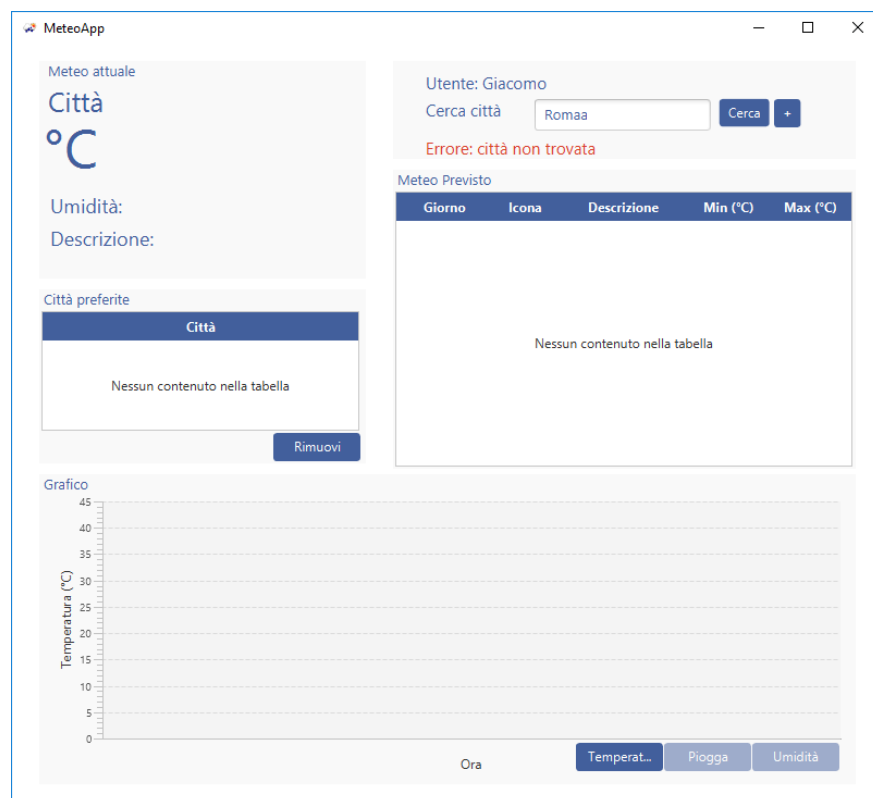 MeteoApp
Meteo attuale
Città
°C
Umidità:
Descrizione:
Utente: Giacomo
Cerca città
Romaa
Cerca
+
Errore: città non trovata
Meteo Previsto
Giorno Icona Descrizione Min (°C) Max (°C)
Nessun contenuto nella tabella
Città preferite
Città
Nessun contenuto nella tabella
Rimuovi
Grafico
45
40
35
30
25
20
15
10
5
0
Temperatura (°C)
Ora
Temperat...
Piogga
Umidità